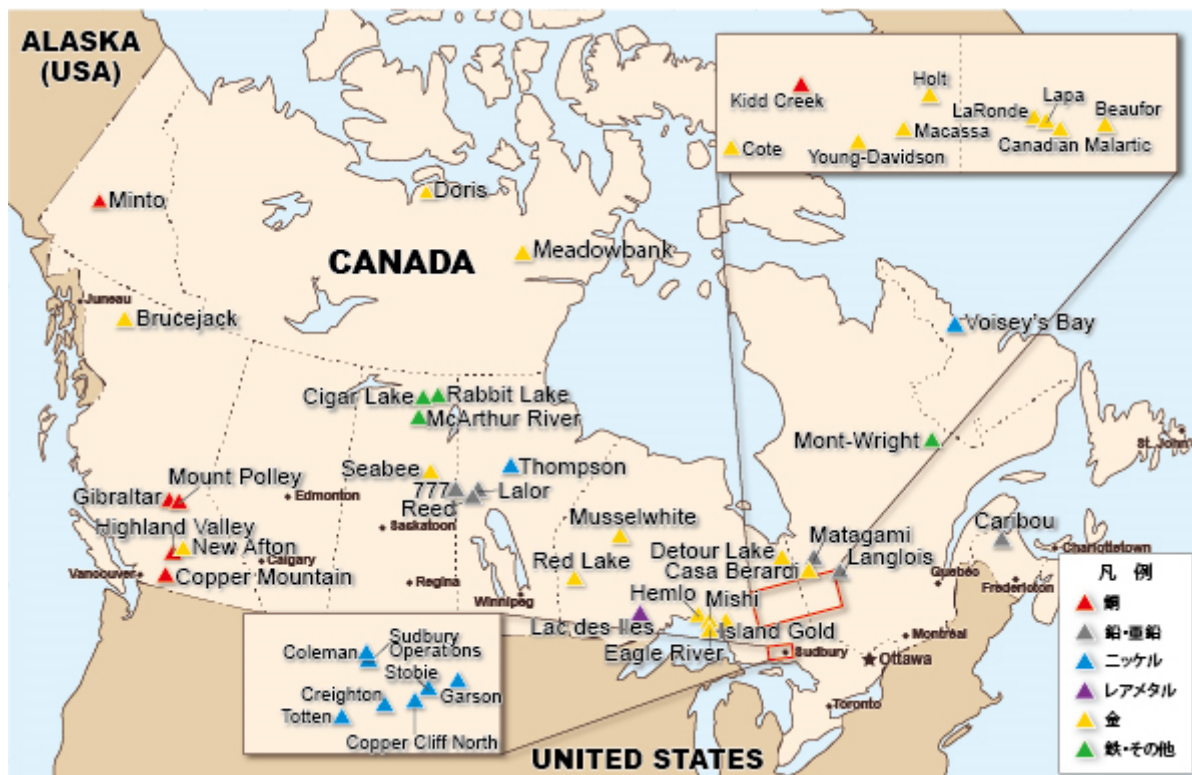 ALASKA
(USA)
Kidd Creek
Holt
Lapa
LaRonde
Beaufor
Macassa
Canadian Malartic
Cote
Young-Davidson
Minto
Doris
CANADA
Meadowbank
Juneau
Brucejack
Voisey's Bay
Cigar Lake
Rabbit Lake
McArthur River
Mont-Wright
St. John's
Seabee
Thompson
Mount Polley
Gibraltar
Edmonton
777
Lalor
Reed
Saskatoon
Highland Valley
New Afton
Musselwhite
Matagami
Caribou
Calgary
Detour Lake
Langlois
Charlottetown
Vancouver
Copper Mountain
Red Lake
Casa Berardi
Regina
Winnipeg
Hemlo
Mishi
Quebec
Fredericton
Lac des Iles
Island Gold
Eagle River
Montreal
Sudbury
Ottawa
Toronto
Coleman
Sudbury
Operations
Stobie
Creighton
Garson
Totten
Copper Cliff North
UNITED STATES
凡 例
銅
鉛・亜鉛
ニッケル
レアメタル
金
鉄・その他